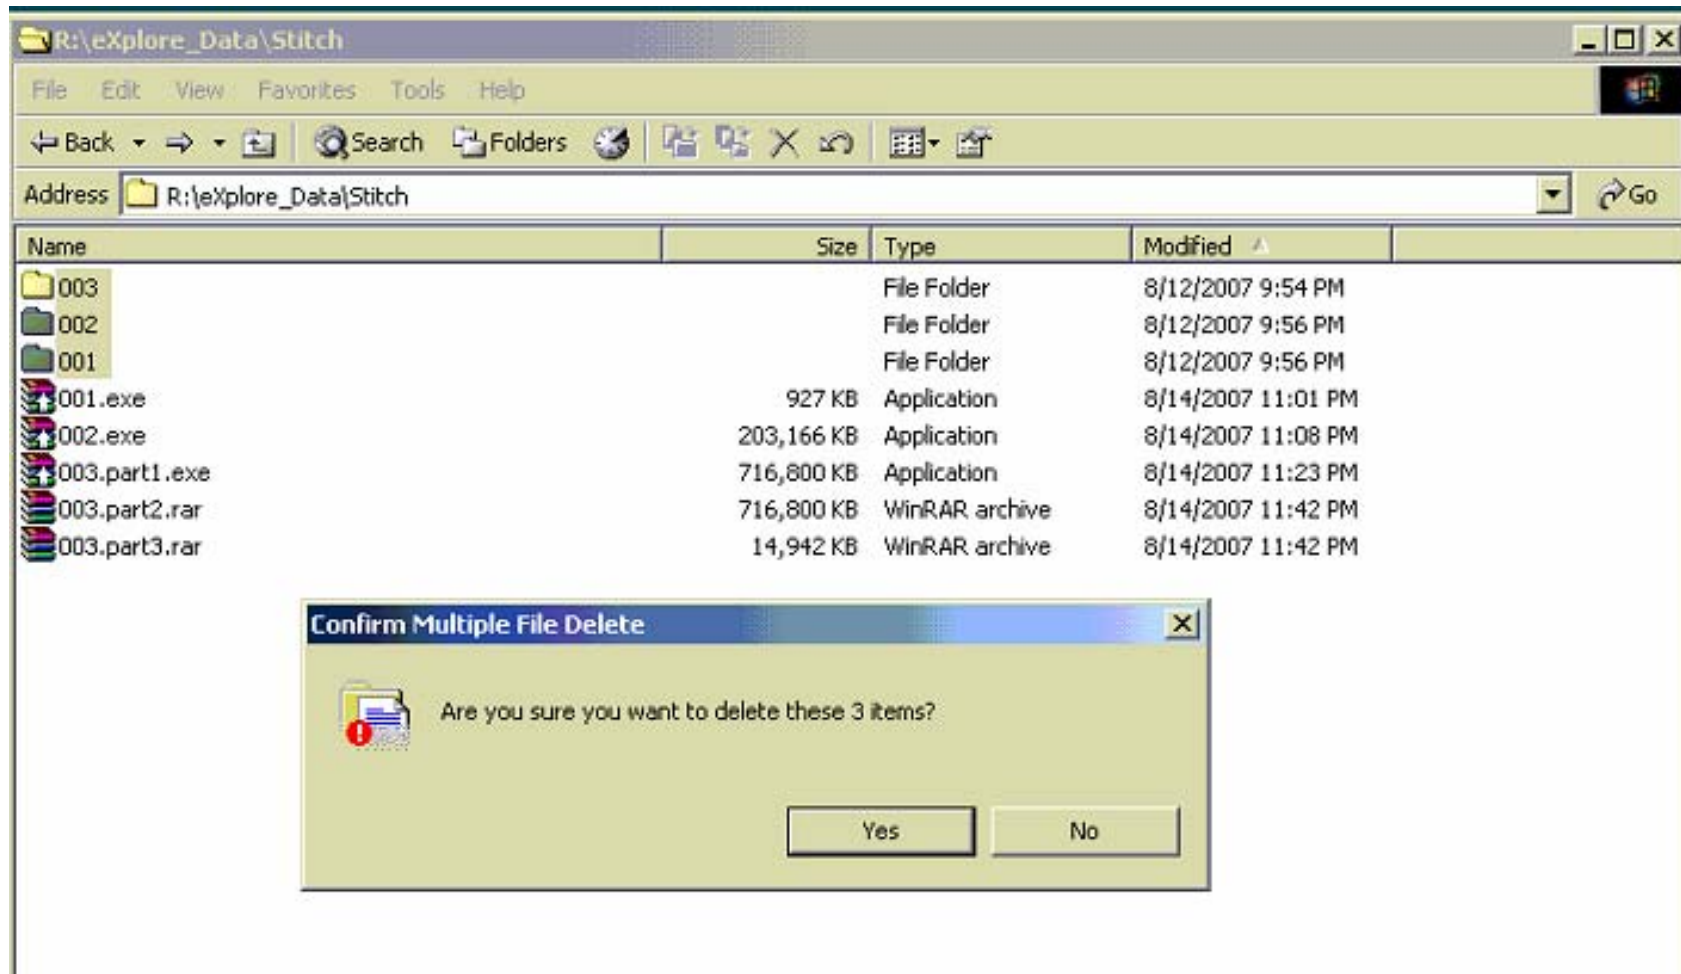 R:\eXplore_Data\Stitch
File Edit View Favorites Tools Help
Back Search Folders
Address R:\eXplore_Data\Stitch Go
Name Size Type Modified
003 File Folder 8/12/2007 9:54 PM
002 File Folder 8/12/2007 9:56 PM
001 File Folder 8/12/2007 9:56 PM
001.exe 927 KB Application 8/14/2007 11:01 PM
002.exe 203,166 KB Application 8/14/2007 11:08 PM
003.part1.exe 716,800 KB Application 8/14/2007 11:23 PM
003.part2.rar 716,800 KB WinRAR archive 8/14/2007 11:42 PM
003.part3.rar 14,942 KB WinRAR archive 8/14/2007 11:42 PM
Confirm Multiple File Delete
Are you sure you want to delete these 3 items?
Yes No